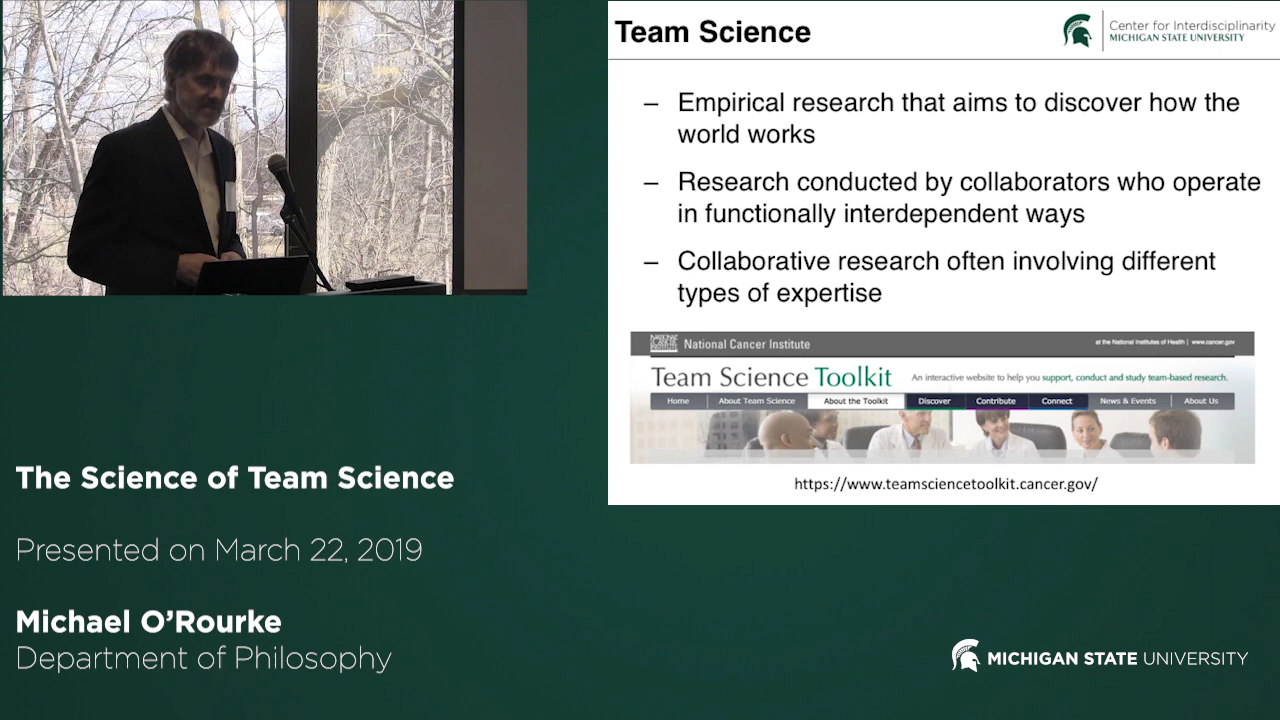 Team Science
Center for Interdisciplinarity
MICHIGAN STATE UNIVERSITY
– Empirical research that aims to discover how the
world works
– Research conducted by collaborators who operate
in functionally interdependent ways
– Collaborative research often involving different
types of expertise
NATIONAL
CANCER
INSTITUTE
National Cancer Institute
at the National Institutes of Health | www.cancer.gov
Team Science Toolkit
An interactive website to help you support, conduct and study team-based research.
Home | About Team Science | About the Toolkit | Discover | Contribute | Connect | News & Events | About Us
https://www.teamsciencetoolkit.cancer.gov/
The Science of Team Science
Presented on March 22, 2019
Michael O’Rourke
Department of Philosophy
MICHIGAN STATE UNIVERSITY